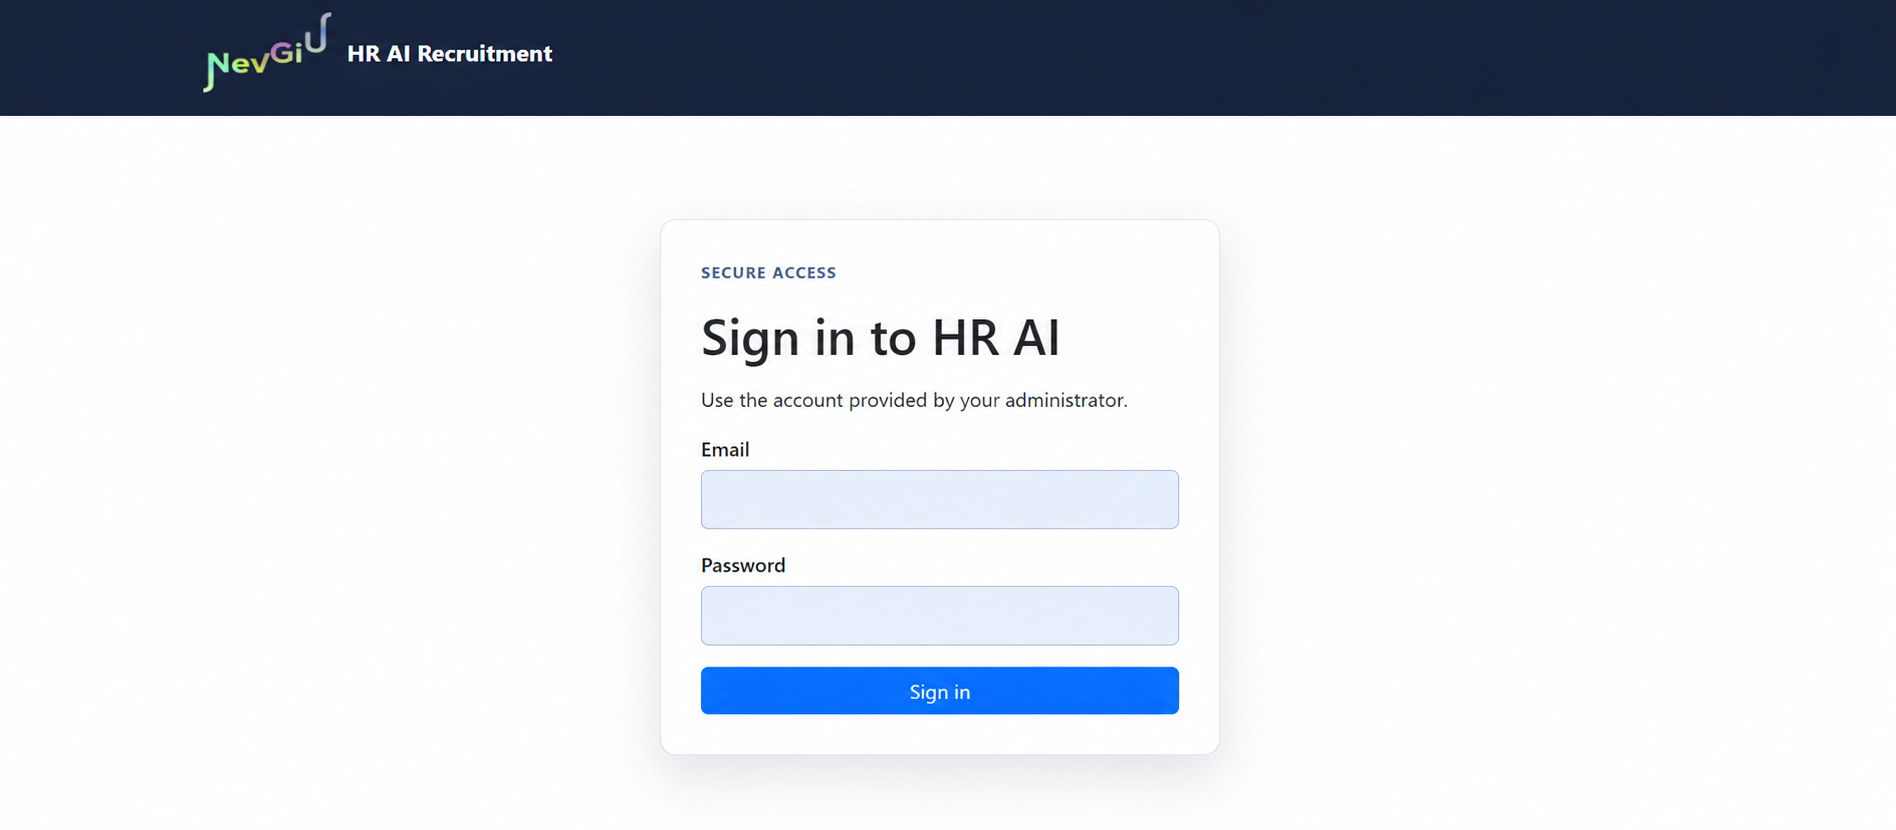 NevGiU
HR AI Recruitment
SECURE ACCESS
Sign in to HR AI
Use the account provided by your administrator.
Email
Password
Sign in